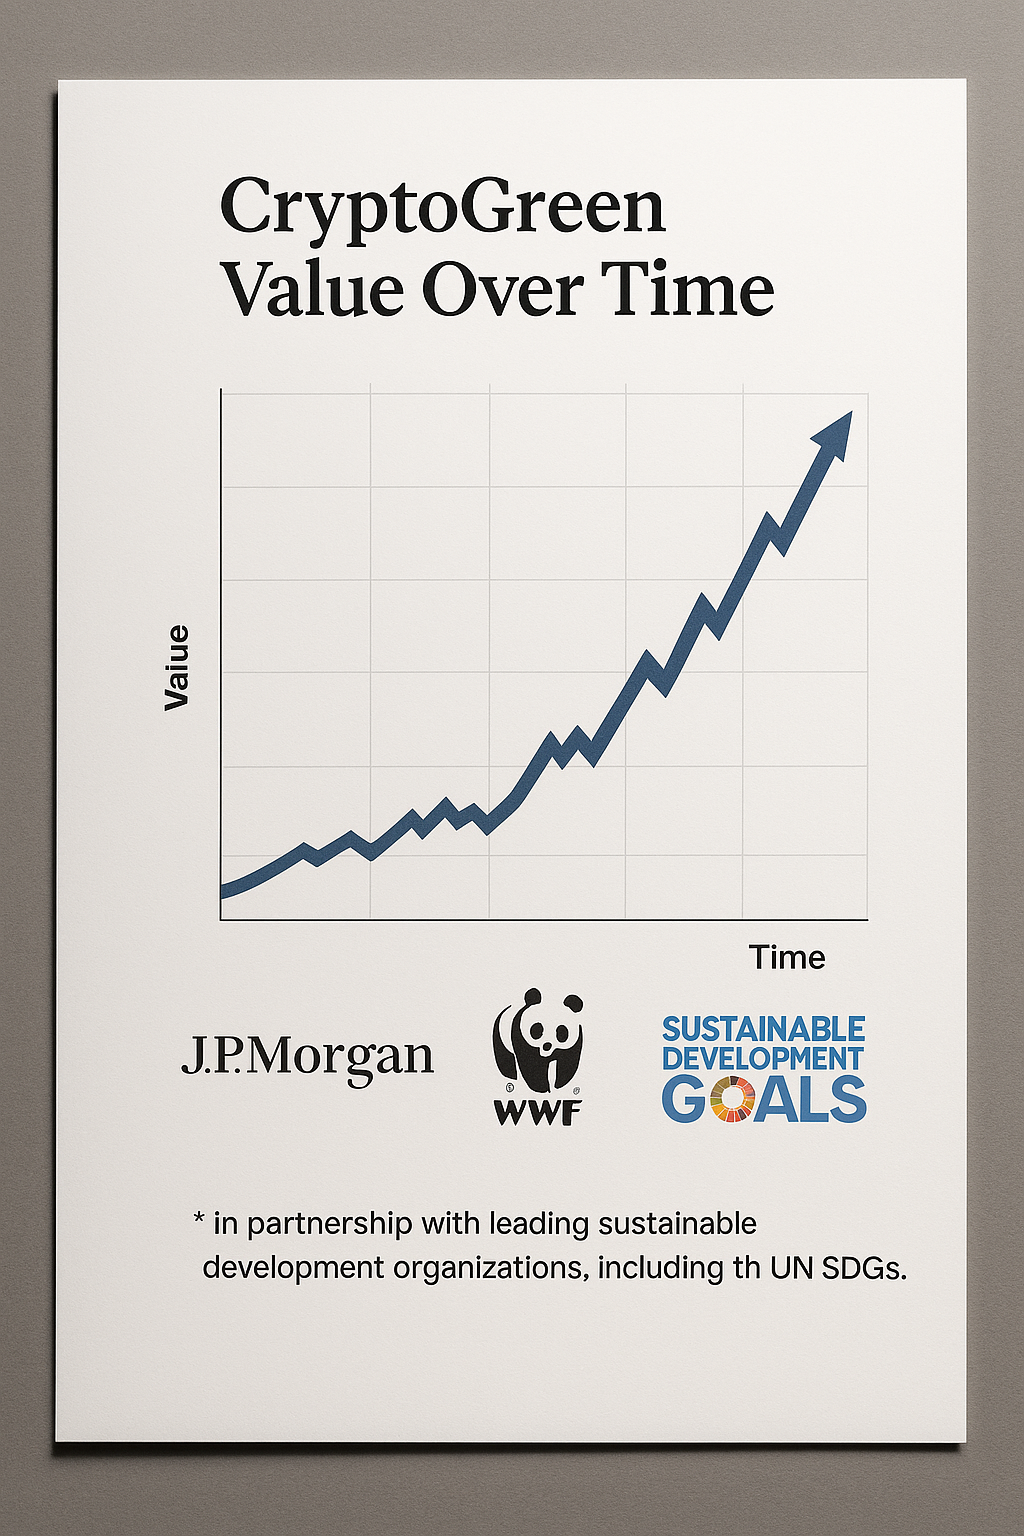 CryptoGreen
Value Over Time
Vaiue
Time
J.P.Morgan
© ®
WWF
SUSTAINABLE
DEVELOPMENT
GOALS
* in partnership with leading sustainable
development organizations, including th UN SDGs.